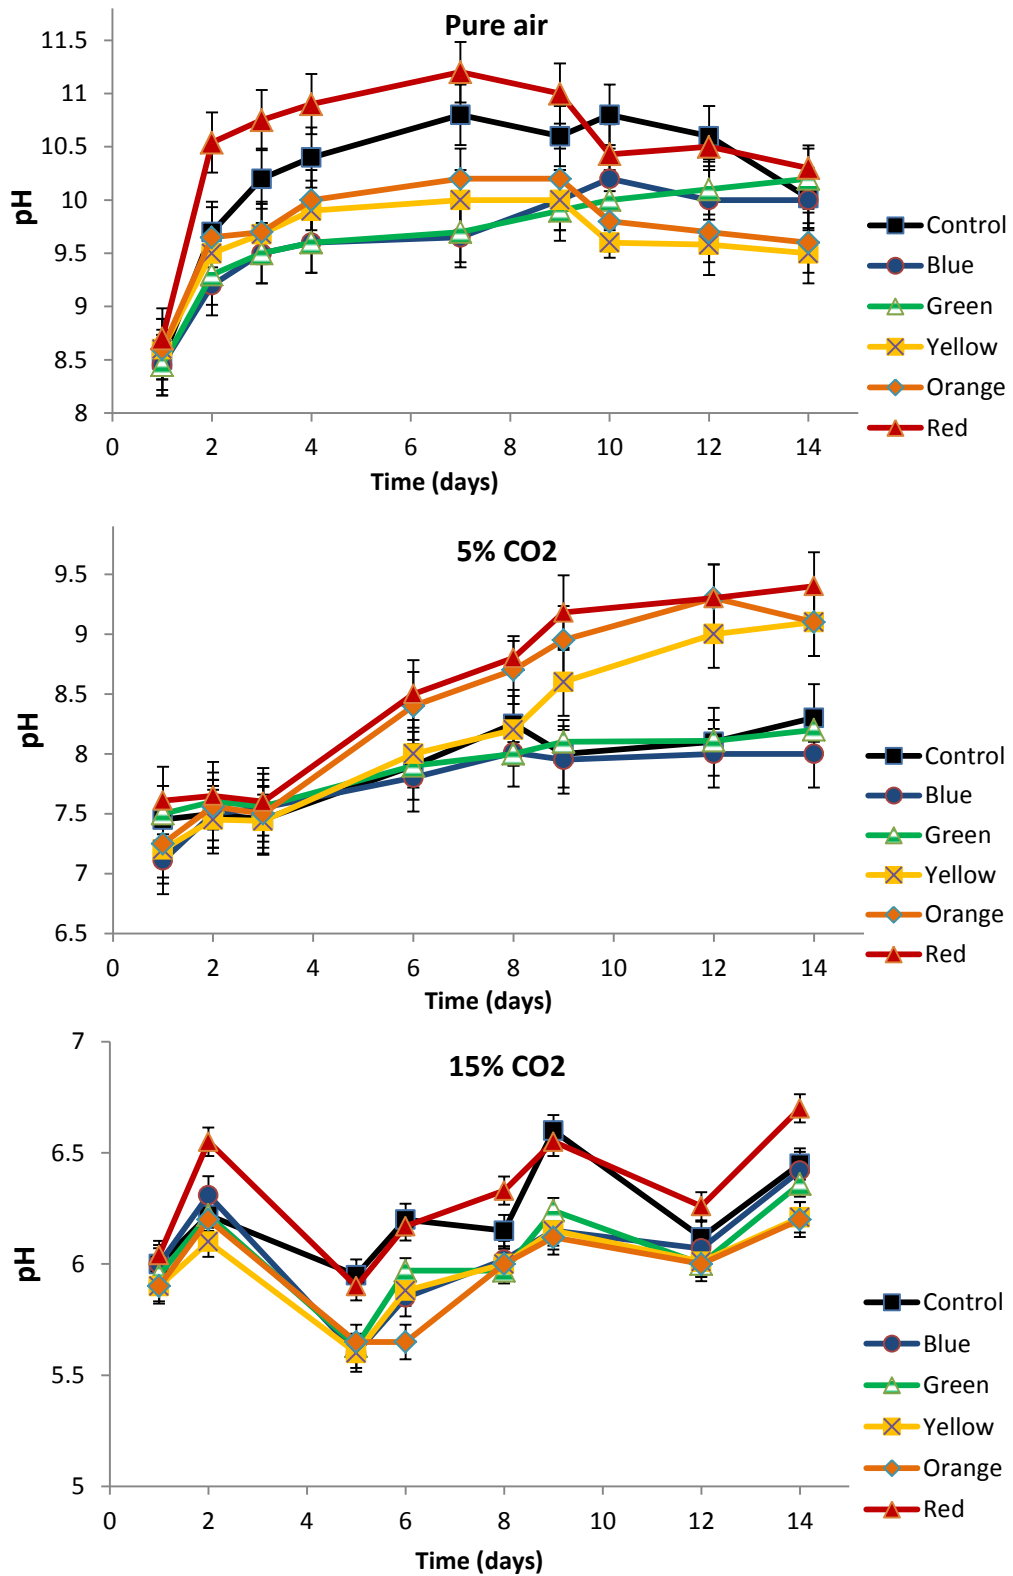 Pure air
pH
11.5
11
10.5
10
9.5
9
8.5
8
0 2 4 6 8 10 12 14
Time (days)
Control
Blue
Green
Yellow
Orange
Red
5% CO2
pH
9.5
9
8.5
8
7.5
7
6.5
0 2 4 6 8 10 12 14
Time (days)
Control
Blue
Green
Yellow
Orange
Red
15% CO2
pH
7
6.5
6
5.5
5
0 2 4 6 8 10 12 14
Time (days)
Control
Blue
Green
Yellow
Orange
Red